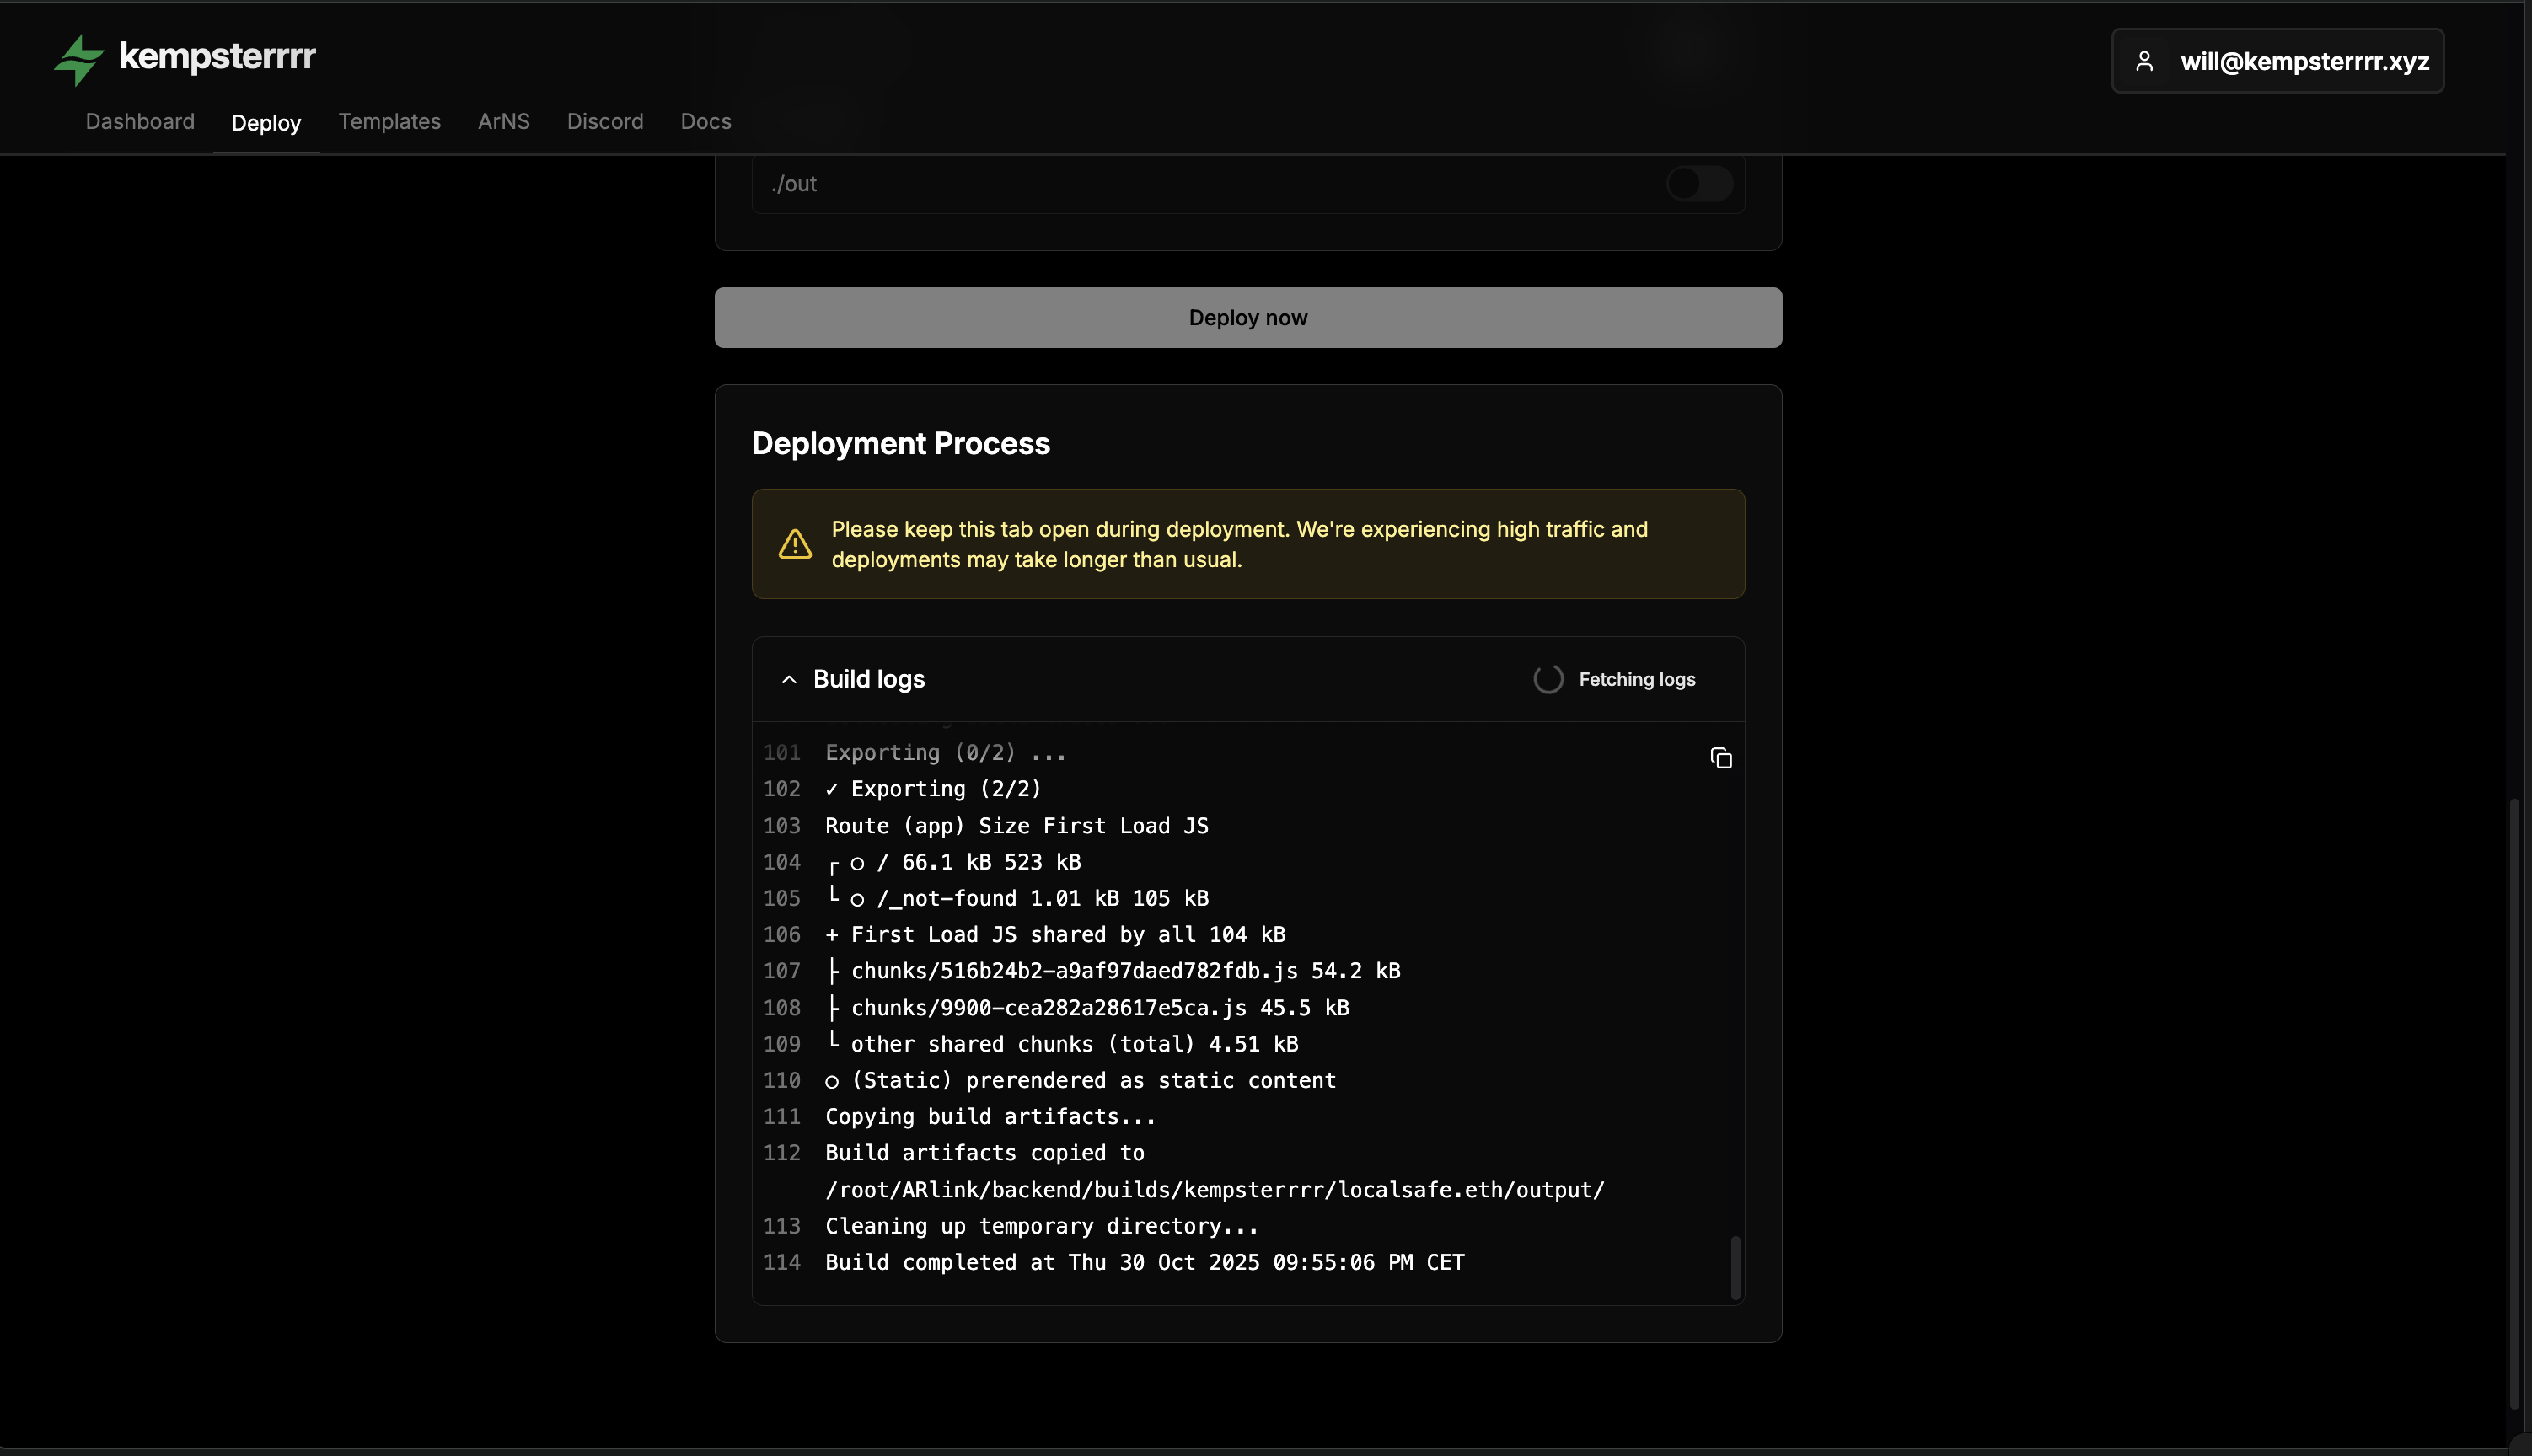 kempsterrrr
will@kempsterrrr.xyz
Dashboard Deploy Templates ArNS Discord Docs
./out
Deploy now
Deployment Process
Please keep this tab open during deployment. We're experiencing high traffic and
deployments may take longer than usual.
Build logs Fetching logs
101 Exporting (0/2) ...
102 ✓ Exporting (2/2)
103 Route (app) Size First Load JS
104 ┌ ○ / 66.1 kB 523 kB
105 └ ○ /_not-found 1.01 kB 105 kB
106 + First Load JS shared by all 104 kB
107 ├ chunks/516b24b2-a9af97daed782fdb.js 54.2 kB
108 ├ chunks/9900-cea282a28617e5ca.js 45.5 kB
109 └ other shared chunks (total) 4.51 kB
110 ○ (Static) prerendered as static content
111 Copying build artifacts...
112 Build artifacts copied to
/root/ARlink/backend/builds/kempsterrrr/localsafe.eth/output/
113 Cleaning up temporary directory...
114 Build completed at Thu 30 Oct 2025 09:55:06 PM CET